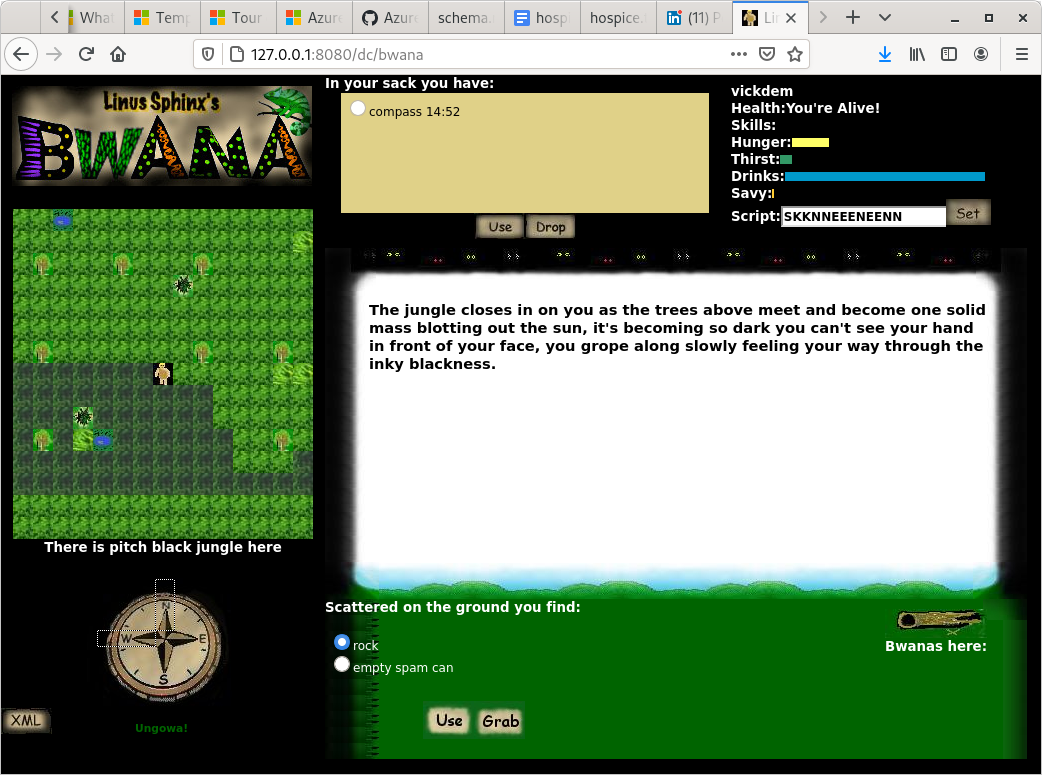 What
Temp
Tour
Azure
Azure
schema.
hospi
hospice.
(11) P
Lin
127.0.0.1:8080/dc/bwana
Linus Sphinx's
BWANA
In your sack you have:
compass 14:52
Use
Drop
vickdem
Health:You're Alive!
Skills:
Hunger:
Thirst:
Drinks:
Savy:
Script:
SKKNNEEENEENN
Set
The jungle closes in on you as the trees above meet and become one solid
mass blotting out the sun, it's becoming so dark you can't see your hand
in front of your face, you grope along slowly feeling your way through the
inky blackness.
There is pitch black jungle here
N
W
E
S
XML
Ungowa!
Scattered on the ground you find:
rock
empty spam can
Use
Grab
Bwanas here: